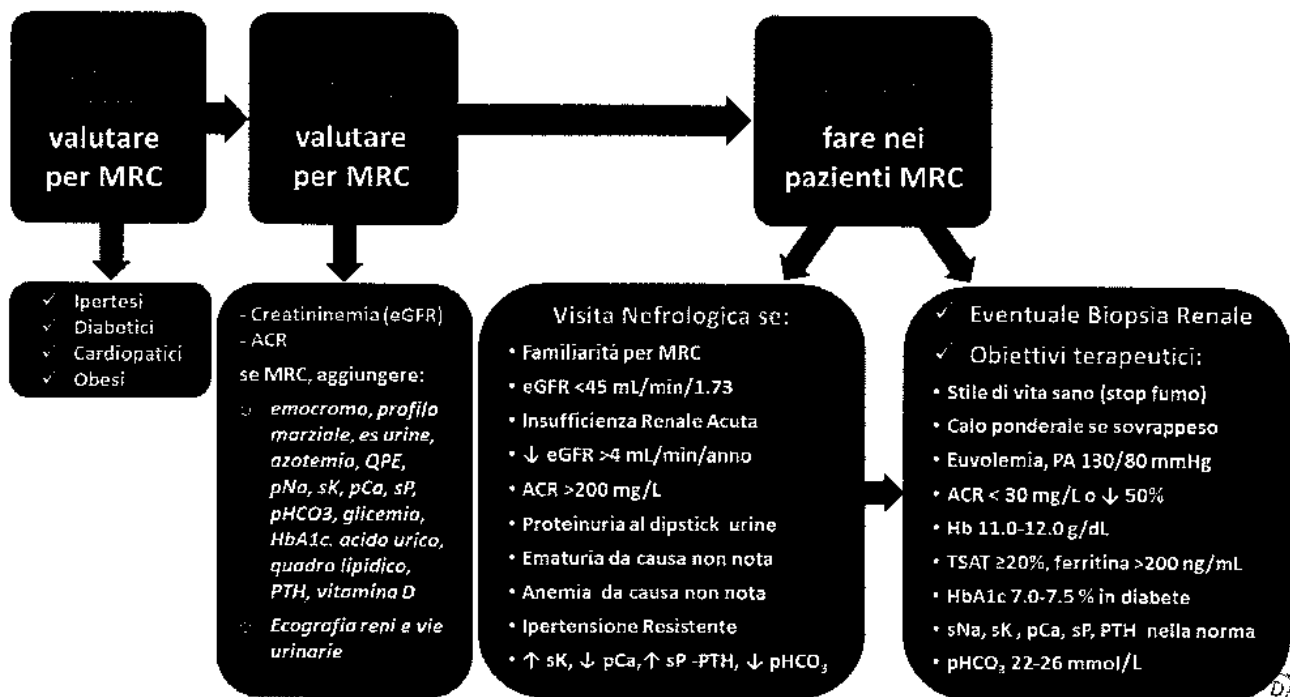 valutare
per MRC
valutare
per MRC
fare nei
pazienti MRC
✓ Ipertesi
✓ Diabetici
✓ Cardiopatici
✓ Obesi
- Creatininemia (eGFR)
- ACR
se MRC, aggiungere:
emocromo, profilo
marziale, es urine,
azotemia, QPE,
pNa, sK, pCa, sP,
pHCO3, glicemia,
HbA1c. acido urico,
quadro lipidico,
PTH, vitamina D
Ecografia reni e vie
urinarie
Visita Nefrologica se:
• Familiarità per MRC
• eGFR <45 mL/min/1.73
• Insufficienza Renale Acuta
• ↓ eGFR >4 mL/min/anno
• ACR >200 mg/L
• Proteinuria al dipstick urine
• Ematuria da causa non nota
• Anemia da causa non nota
• Ipertensione Resistente
• ↑ sK, ↓ pCa, ↑ sP -PTH, ↓ pHCO₃
✓ Eventuale Biopsia Renale
✓ Obiettivi terapeutici:
• Stile di vita sano (stop fumo)
• Calo ponderale se sovrappeso
• Euvolemia, PA 130/80 mmHg
• ACR < 30 mg/L o ↓ 50%
• Hb 11.0-12.0 g/dL
• TSAT ≥20%, ferritina >200 ng/mL
• HbA1c 7.0-7.5 % in diabete
• sNa, sK, pCa, sP, PTH nella norma
• pHCO₃ 22-26 mmol/L